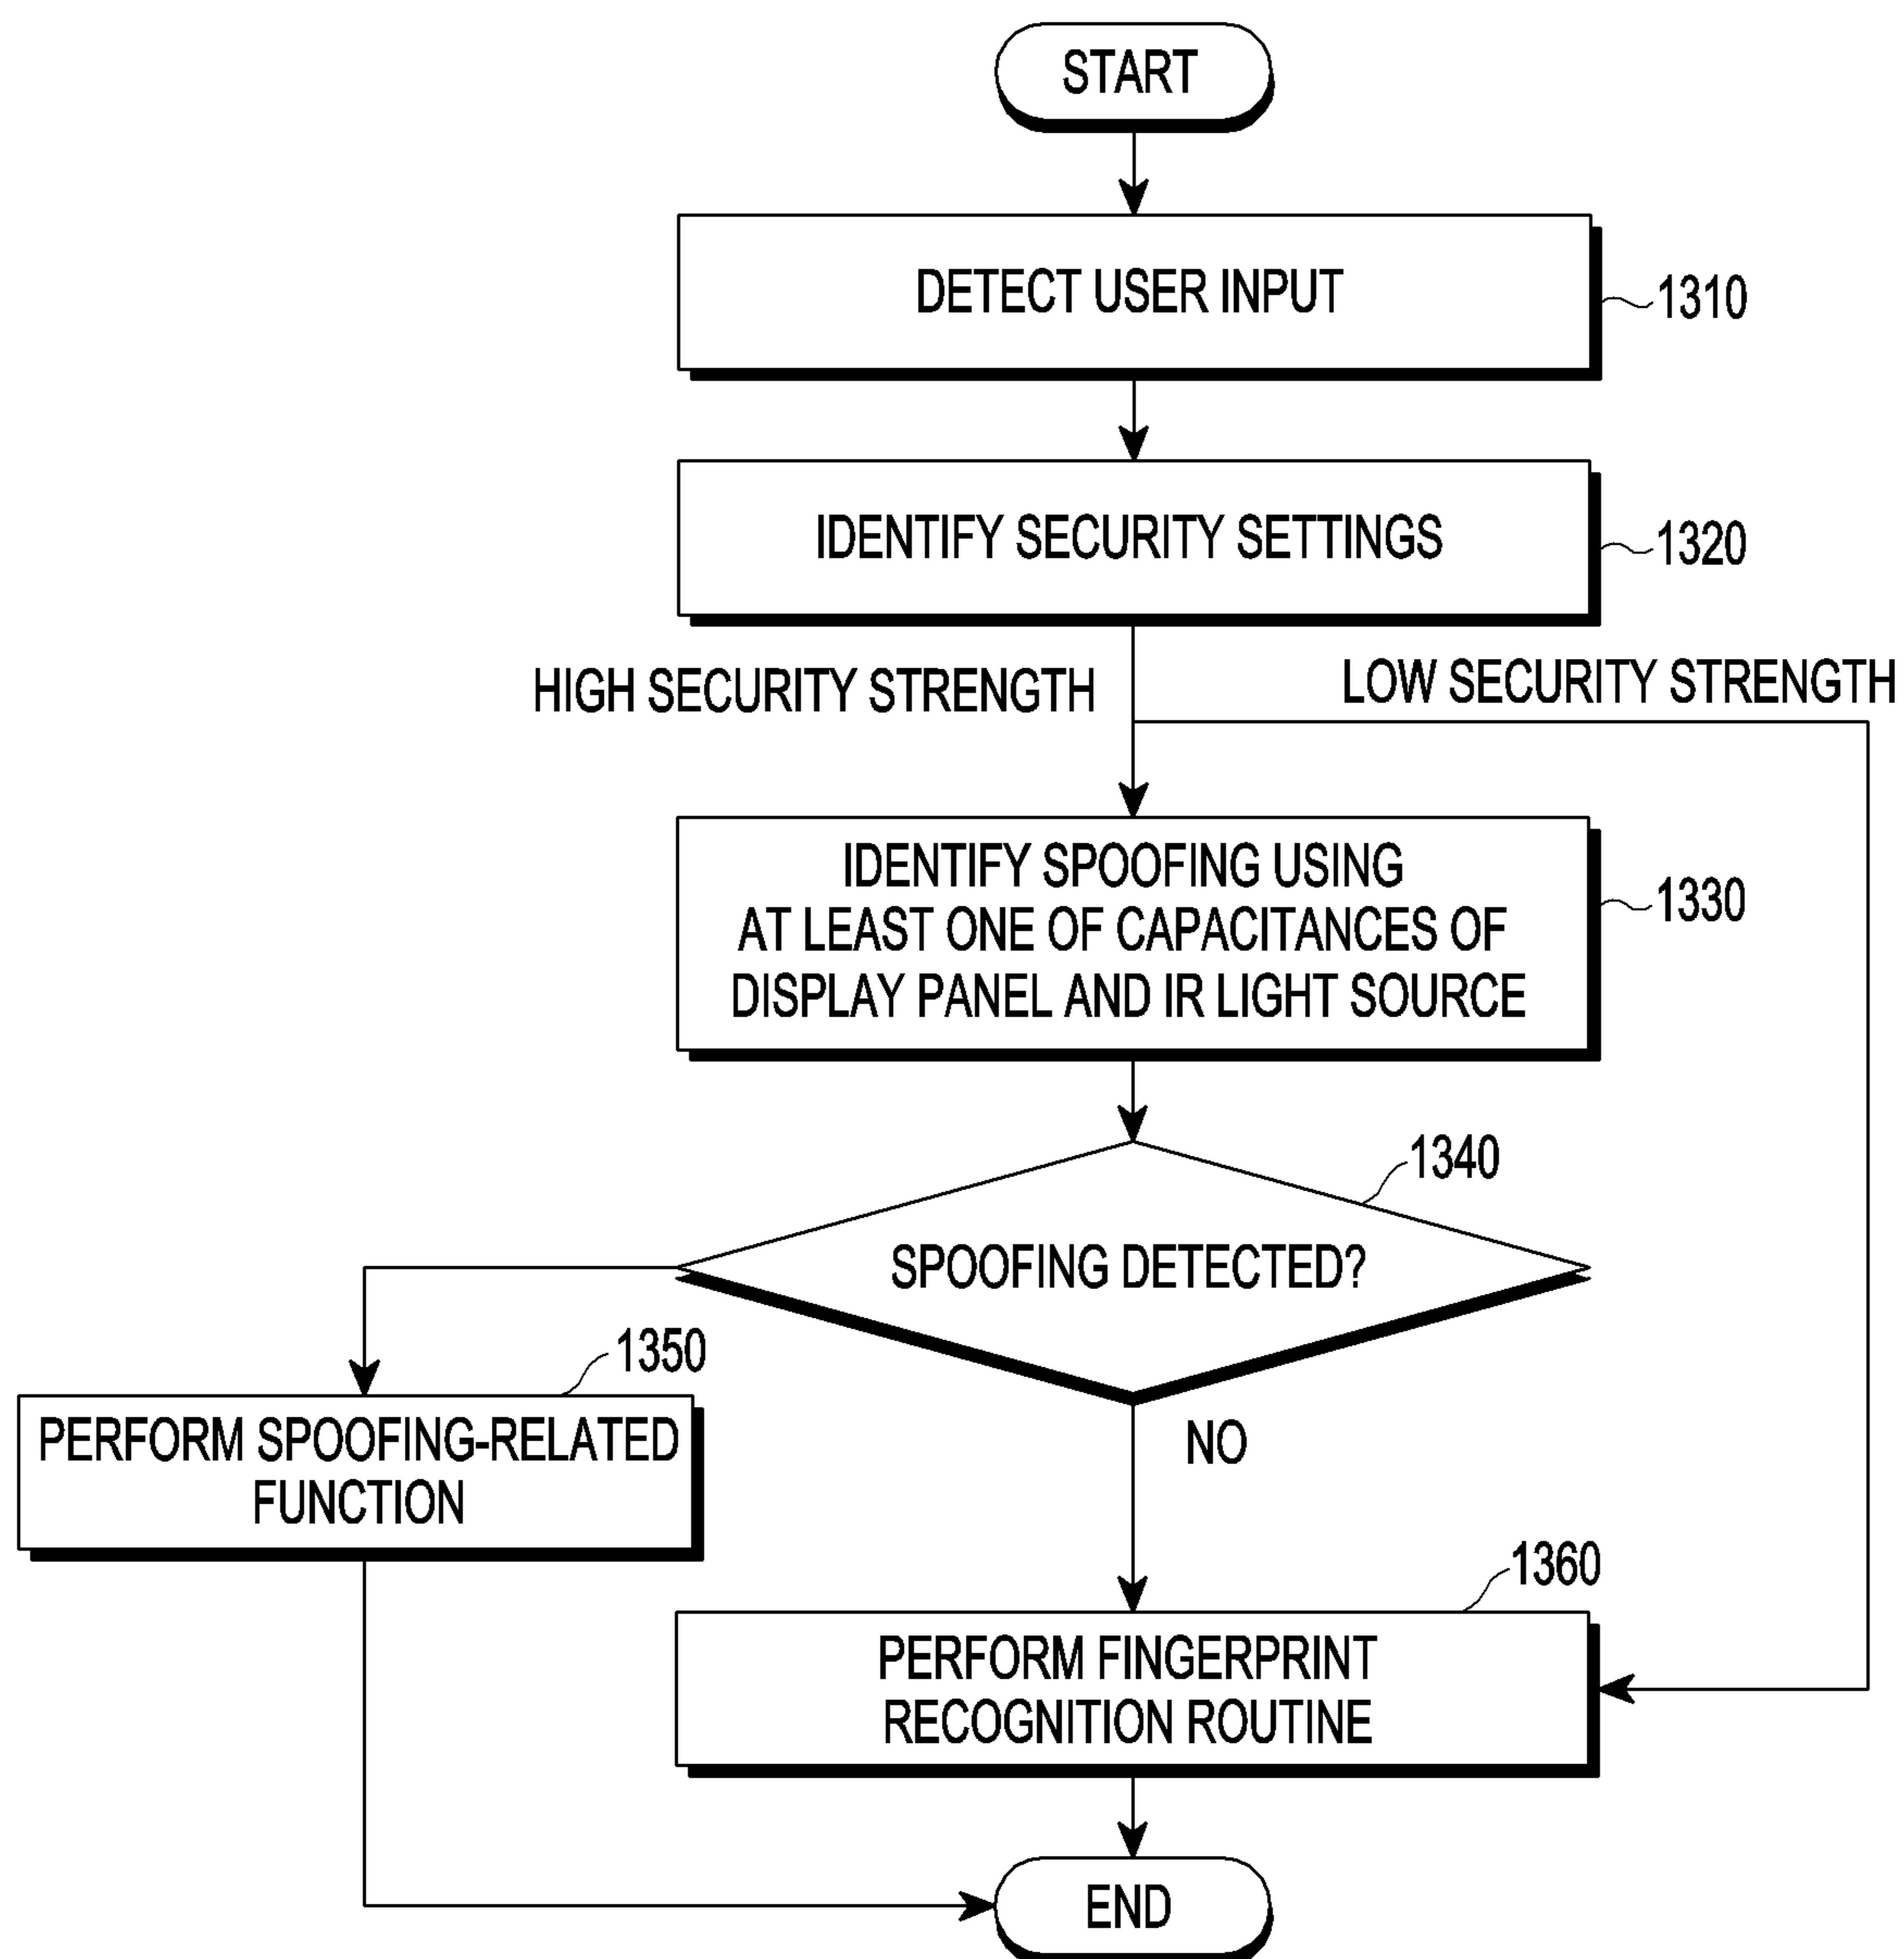 START
DETECT USER INPUT
1310
IDENTIFY SECURITY SETTINGS
1320
HIGH SECURITY STRENGTH
LOW SECURITY STRENGTH
IDENTIFY SPOOFING USING
AT LEAST ONE OF CAPACITANCES OF
DISPLAY PANEL AND IR LIGHT SOURCE
1330
1340
SPOOFING DETECTED?
1350
PERFORM SPOOFING-RELATED
FUNCTION
NO
1360
PERFORM FINGERPRINT
RECOGNITION ROUTINE
END